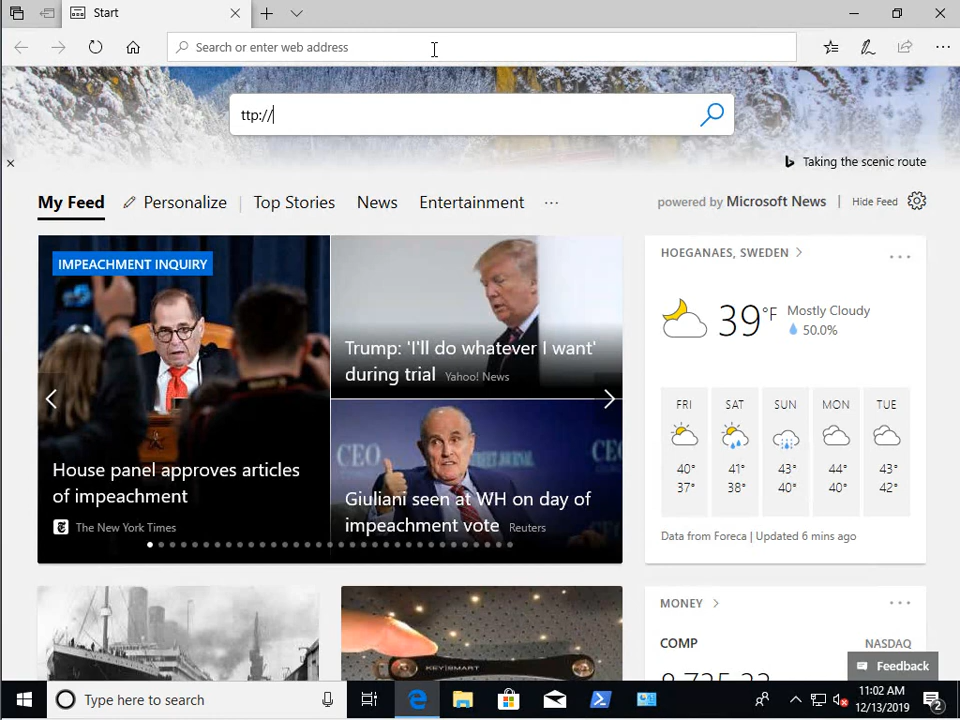 Start
Search or enter web address
ttp://
Taking the scenic route
My Feed
Personalize
Top Stories
News
Entertainment
powered by Microsoft News
Hide Feed
IMPEACHMENT INQUIRY
House panel approves articles
of impeachment
The New York Times
Trump: 'I'll do whatever I want'
during trial Yahoo! News
CEO
CEO
Giuliani seen at WH on day of
impeachment vote Reuters
HOEGANAES, SWEDEN
39°F
Mostly Cloudy
50.0%
FRI SAT SUN MON TUE
40° 41° 43° 44° 43°
37° 38° 40° 40° 42°
Data from Foreca | Updated 6 mins ago
KEYSMART
MONEY
COMP NASDAQ
Feedback
Type here to search
11:02 AM
12/13/2019
2